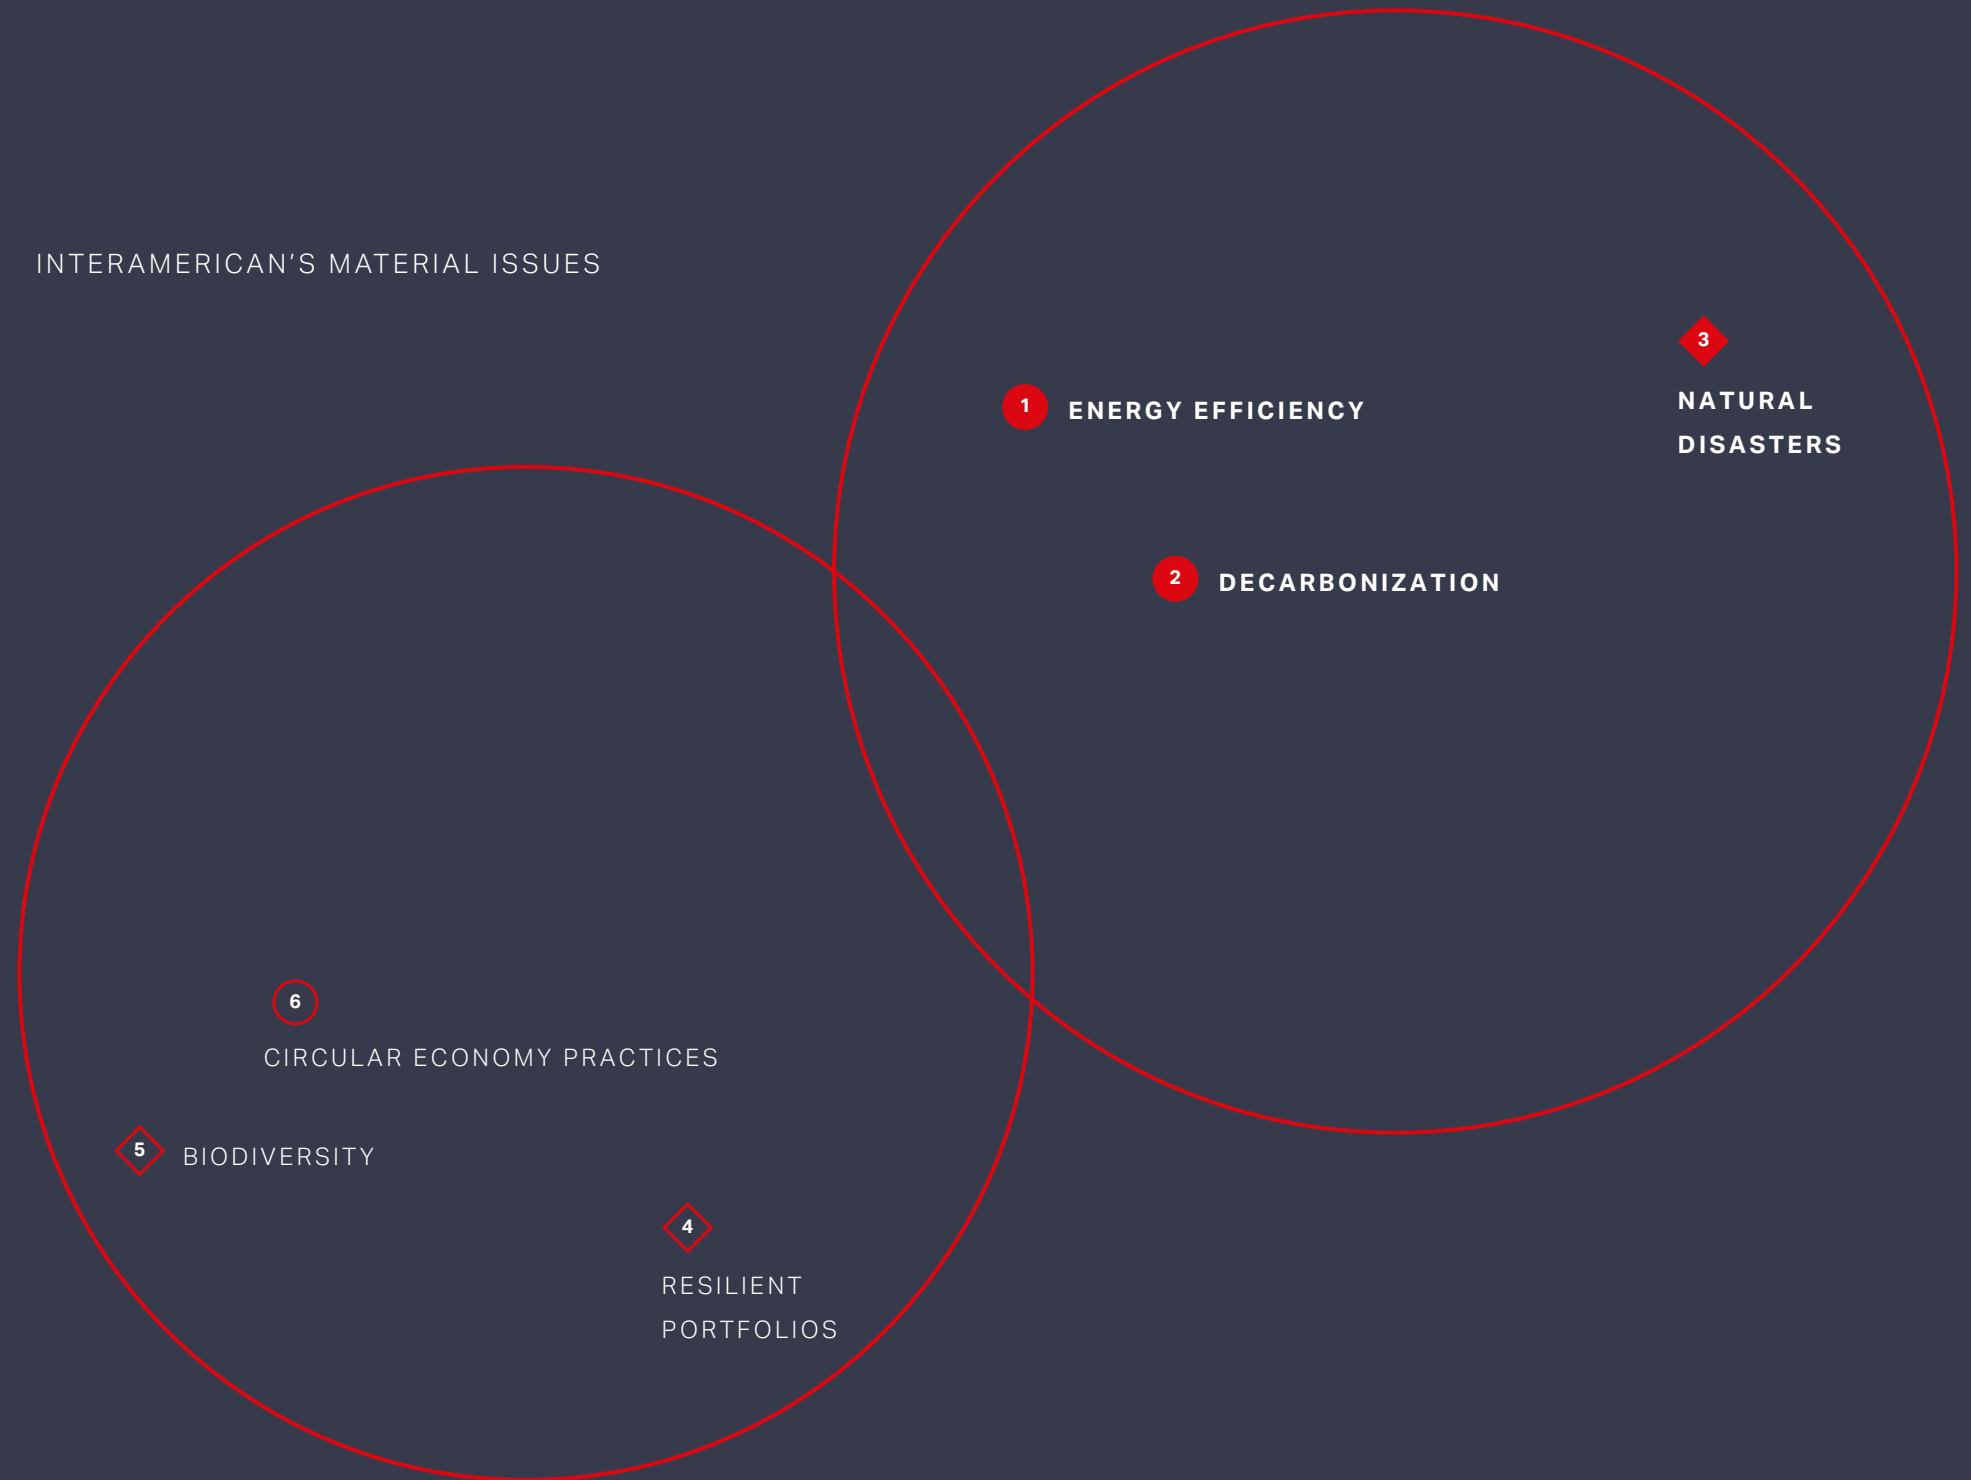 INTERAMERICAN’S MATERIAL ISSUES
3
NATURAL
DISASTERS
1 ENERGY EFFICIENCY
2 DECARBONIZATION
6
CIRCULAR ECONOMY PRACTICES
5 BIODIVERSITY
4
RESILIENT
PORTFOLIOS